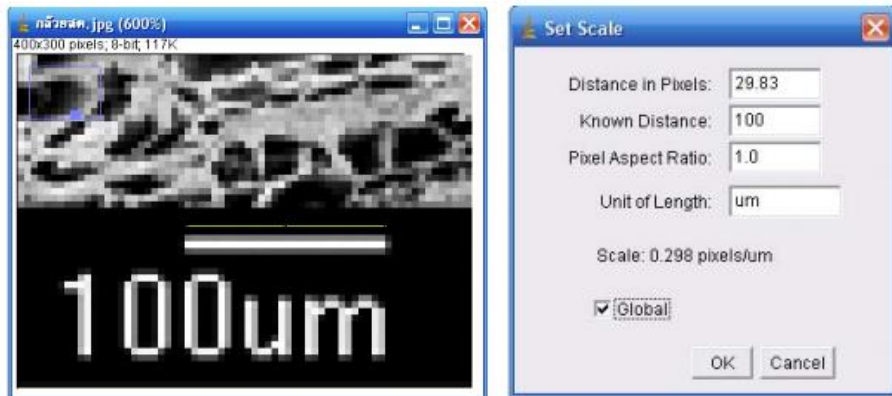 กล้วยสด.jpg (600%)
400x300 pixels; 8-bit; 117K
100um
Set Scale
Distance in Pixels: 29.83
Known Distance: 100
Pixel Aspect Ratio: 1.0
Unit of Length: um
Scale: 0.298 pixels/um
Global
OK Cancel